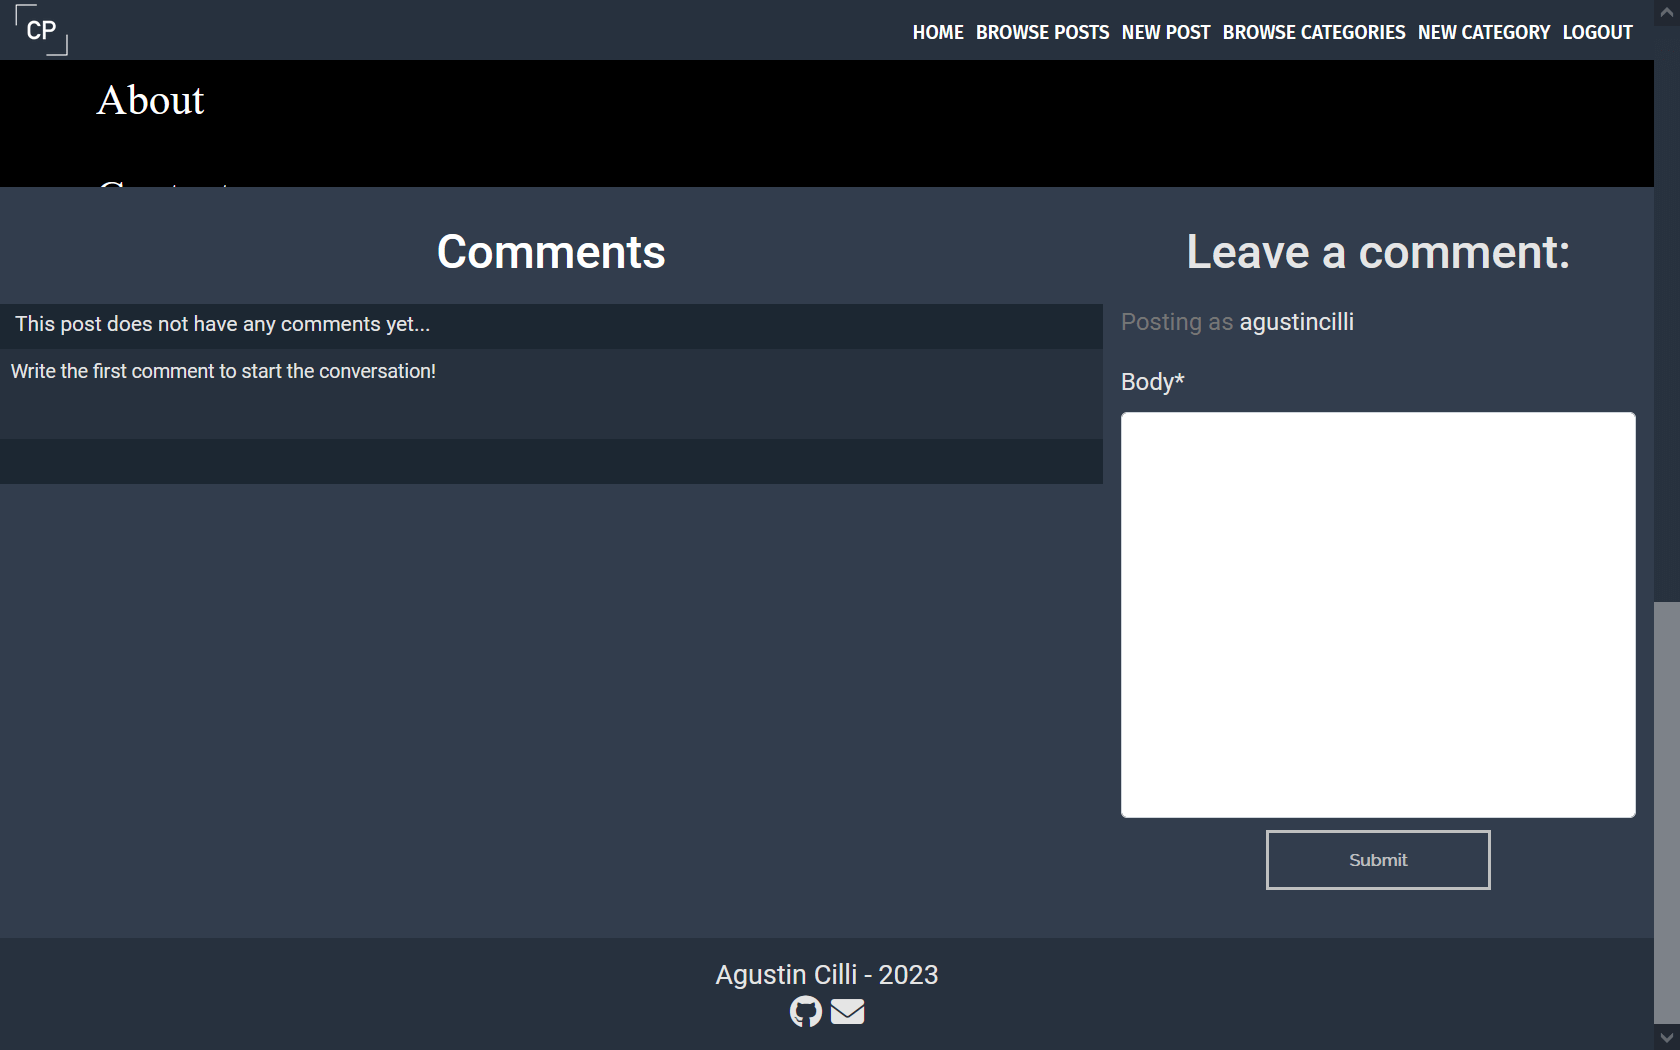 CP
HOME BROWSE POSTS NEW POST BROWSE CATEGORIES NEW CATEGORY LOGOUT
About
Comments
This post does not have any comments yet...
Write the first comment to start the conversation!
Leave a comment:
Posting as agustincilli
Body*
Submit
Agustin Cilli - 2023